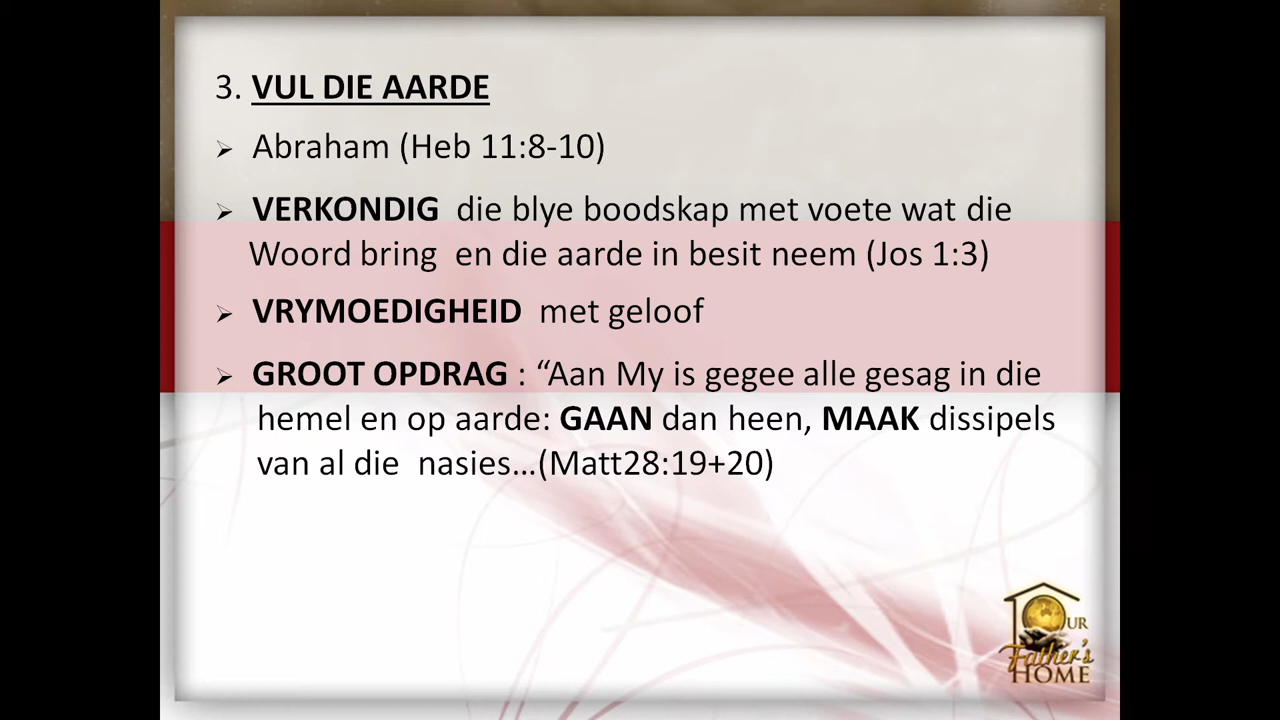 3. VUL DIE AARDE
➢ Abraham (Heb 11:8-10)
➢ VERKONDIG die blye boodskap met voete wat die
Woord bring en die aarde in besit neem (Jos 1:3)
➢ VRYMOEDIGHEID met geloof
➢ GROOT OPDRAG : “Aan My is gegee alle gesag in die
hemel en op aarde: GAAN dan heen, MAAK dissipels
van al die nasies…(Matt28:19+20)
OUR
Father's
HOME